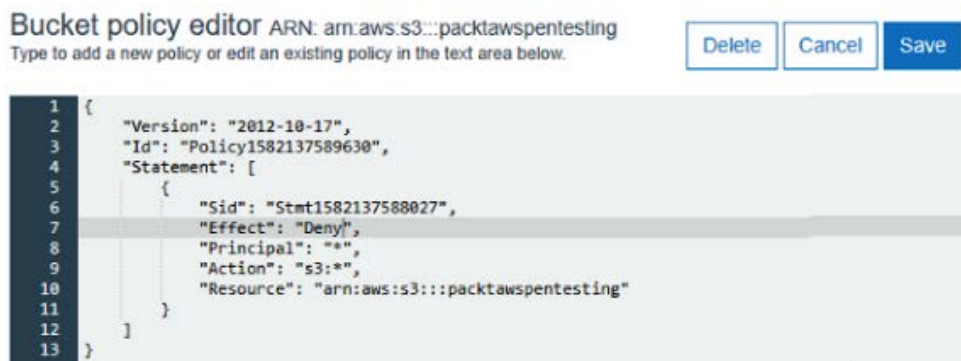 Bucket policy editor ARN: arn:aws:s3:::packtawspentesting
Type to add a new policy or edit an existing policy in the text area below.
Delete Cancel Save
1 {
2 "Version": "2012-10-17",
3 "Id": "Policy1582137589630",
4 "Statement": [
5 {
6 "Sid": "Stmt1582137588027",
7 "Effect": "Deny",
8 "Principal": "*",
9 "Action": "s3:*",
10 "Resource": "arn:aws:s3:::packtawspentesting"
11 }
12 ]
13 }